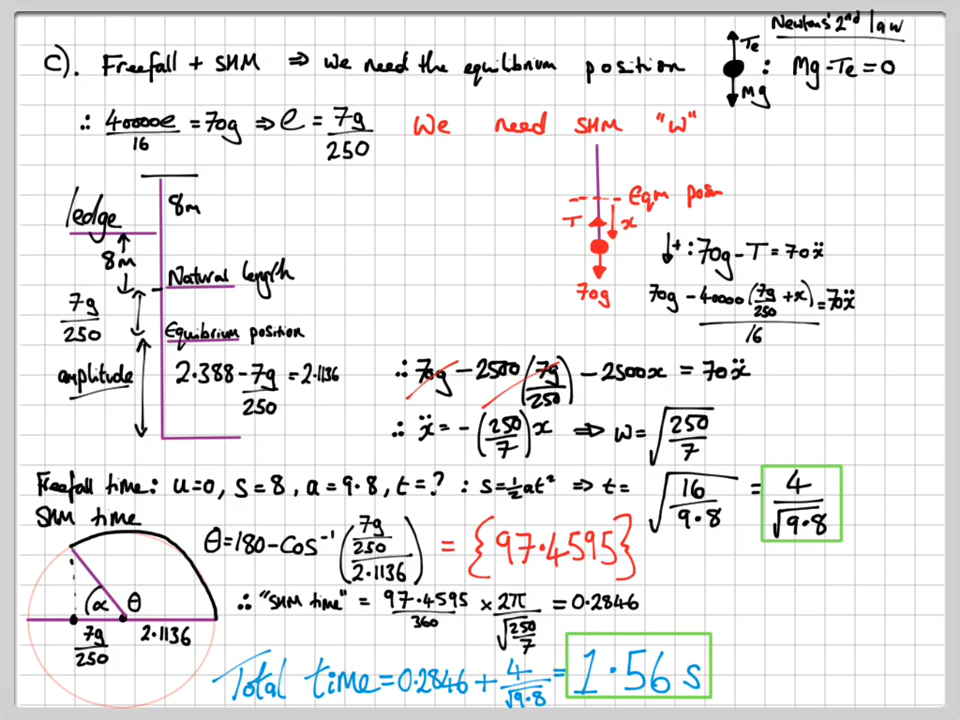 Newtons' 2nd law
C). Freefall + SHM ⇒ we need the equilibrium position
Te
Mg
: Mg - Te = 0
∴ 40000e/16 = 70g ⇒ e = 7g/250
We need SHM "w"
8m
ledge
8m
Natural length
7g/250
Equibrium position
amplitude
2.388 - 7g/250 = 2.1136
Eqm posn
T
x
70g
↓+ : 70g - T = 70ẍ
70g - 40000(7g/250 + x)/16 = 70ẍ
∴ 70g - 2500(7g/250) - 2500x = 70ẍ
∴ ẍ = -(250/7)x ⇒ w = √(250/7)
Freefall time: u=0, s=8, a=9.8, t=? : s=½at² ⇒ t= √(16/9.8) = 4/√9.8
SHM time
θ=180-cos⁻¹((7g/250)/2.1136) = {97.4595}
α
θ
7g/250
2.1136
∴ "SHM time" = 97.4595/360 × 2π/√(250/7) = 0.2846
Total time = 0.2846 + 4/√9.8 = 1.56 s